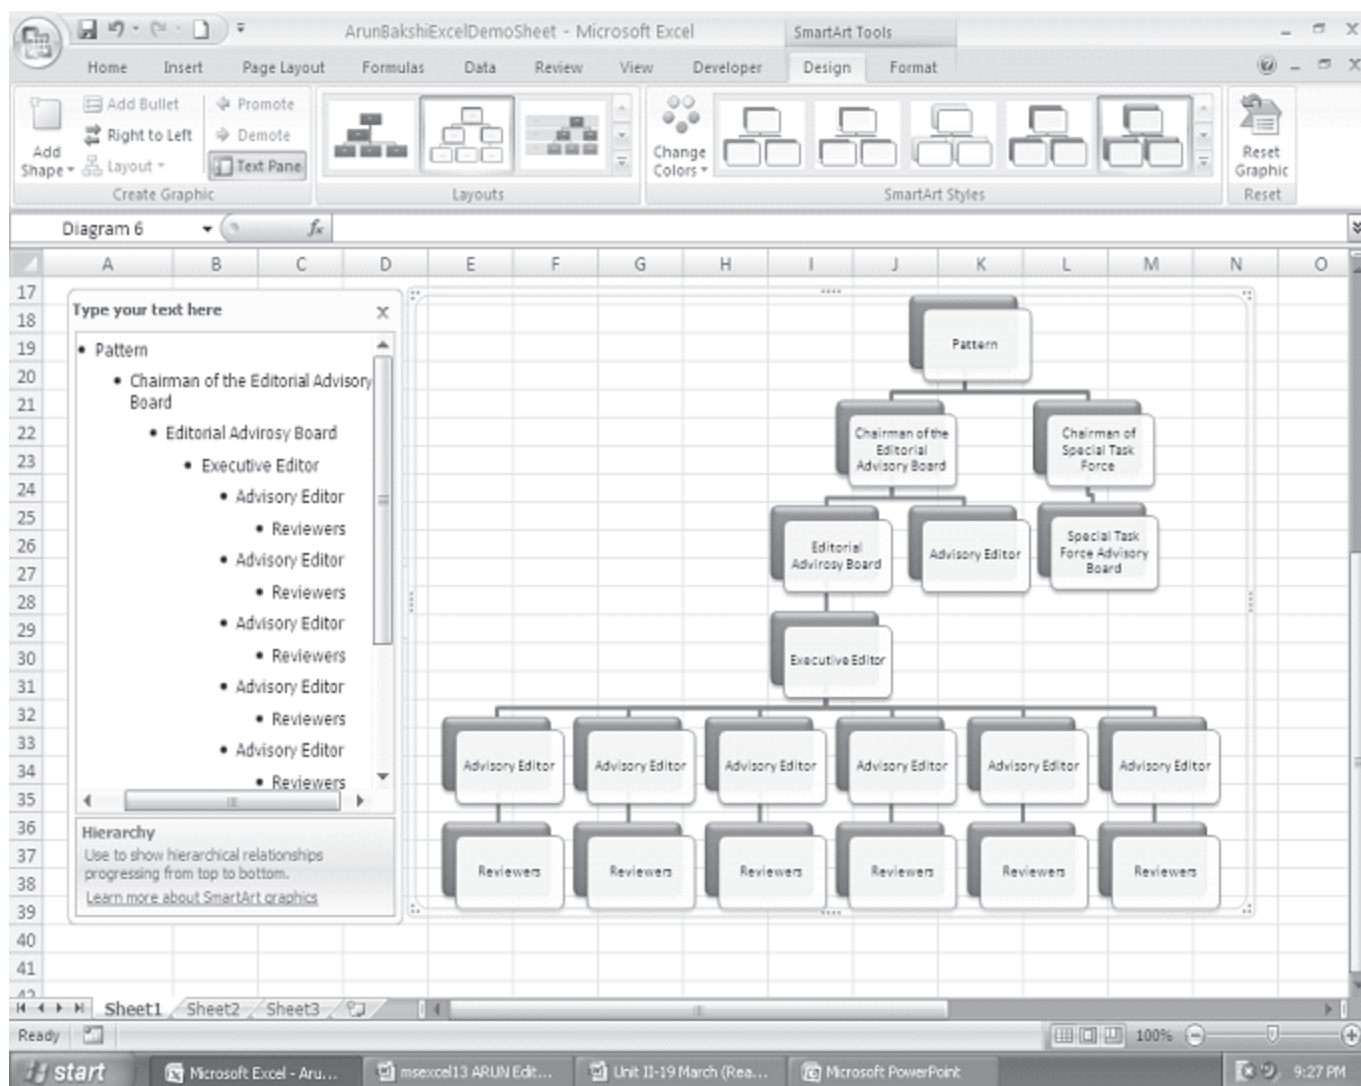 ArunBakshiExcelDemoSheet - Microsoft Excel
SmartArt Tools
Home Insert Page Layout Formulas Data Review View Developer Design Format
Add Shape
Add Bullet
Right to Left
Layout
Promote
Demote
Text Pane
Create Graphic
Layouts
Change Colors
SmartArt Styles
Reset Graphic
Reset
Diagram 6
fx
A B C D E F G H I J K L M N O
17
18
19
20
21
22
23
24
25
26
27
28
29
30
31
32
33
34
35
36
37
38
39
40
41
42
Type your text here
Pattern
Chairman of the Editorial Advisory
Board
Editorial Advirosy Board
Executive Editor
Advisory Editor
Reviewers
Advisory Editor
Reviewers
Advisory Editor
Reviewers
Advisory Editor
Reviewers
Advisory Editor
Reviewers
Hierarchy
Use to show hierarchical relationships
progressing from top to bottom.
Learn more about SmartArt graphics
Pattern
Chairman of the
Editorial
Advisory Board
Chairman of
Special Task
Force
Editorial
Advirosy Board
Advisory Editor
Special Task
Force Advisory
Board
Executive Editor
Advisory Editor Advisory Editor Advisory Editor Advisory Editor Advisory Editor Advisory Editor
Reviewers Reviewers Reviewers Reviewers Reviewers Reviewers
Sheet1 Sheet2 Sheet3
Ready
100%
start
Microsoft Excel - Aru...
msexcel13 ARUN Edit...
Unit II-19 March (Rea...
Microsoft PowerPoint
9:27 PM